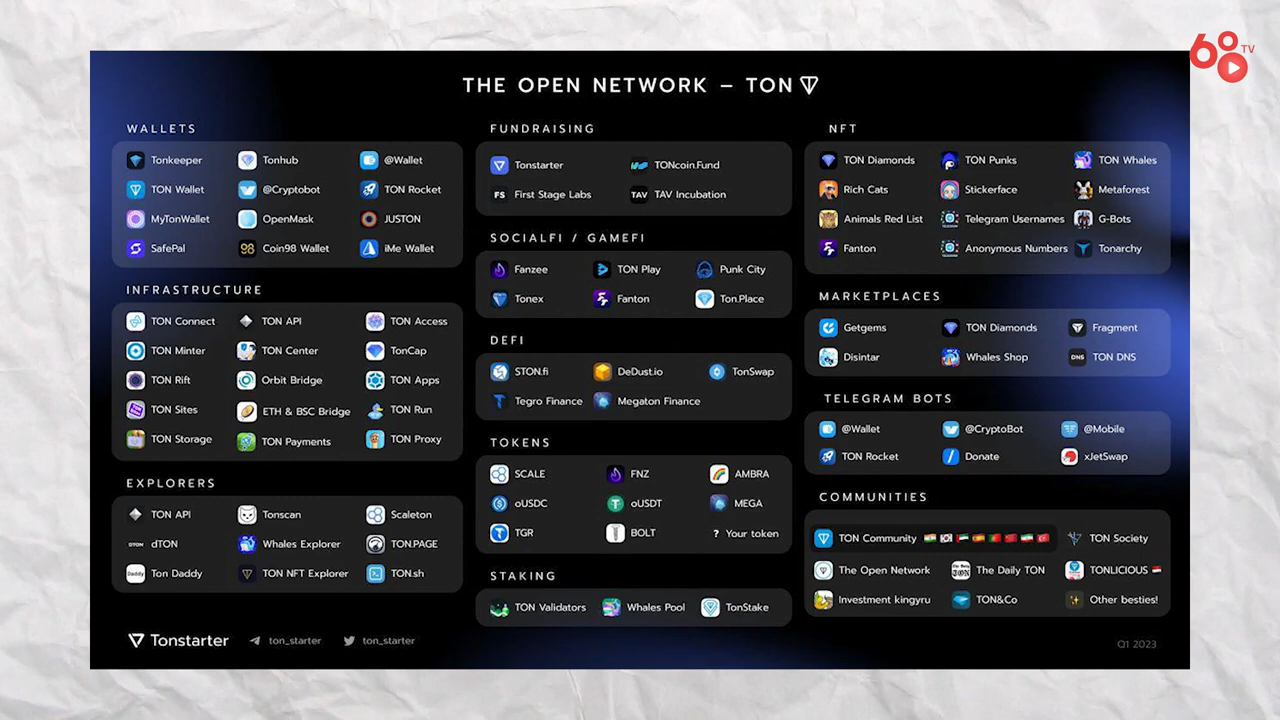 60 TV
THE OPEN NETWORK – TON
WALLETS
Tonkeeper Tonhub @Wallet
TON Wallet @Cryptobot TON Rocket
MyTonWallet OpenMask JUSTON
SafePal Coin98 Wallet iMe Wallet
INFRASTRUCTURE
TON Connect TON API TON Access
TON Minter TON Center TonCap
TON Rift Orbit Bridge TON Apps
TON Sites ETH & BSC Bridge TON Run
TON Storage TON Payments TON Proxy
EXPLORERS
TON API Tonscan Scaleton
DTON dTON Whales Explorer TON.PAGE
Daddy Ton Daddy TON NFT Explorer TON.sh
FUNDRAISING
Tonstarter TONcoin.Fund
FS First Stage Labs TAV TAV Incubation
SOCIALFI / GAMEFI
Fanzee TON Play Punk City
Tonex Fanton Ton.Place
DEFI
STON.fi DeDust.io TonSwap
Tegro Finance Megaton Finance
TOKENS
SCALE FNZ AMBRA
oUSDC oUSDT MEGA
TGR BOLT ? Your token
STAKING
TON Validators Whales Pool TonStake
NFT
TON Diamonds TON Punks TON Whales
Rich Cats Stickerface Metaforest
Animals Red List Telegram Usernames G-Bots
Fanton Anonymous Numbers Tonarchy
MARKETPLACES
Getgems TON Diamonds Fragment
Disintar Whales Shop DNS TON DNS
TELEGRAM BOTS
@Wallet @CryptoBot @Mobile
TON Rocket Donate xJetSwap
COMMUNITIES
TON Community TON Society
The Open Network The Daily TON TONLICIOUS
Investment kingyru TON&Co Other besties!
Tonstarter ton_starter ton_starter
Q1 2023